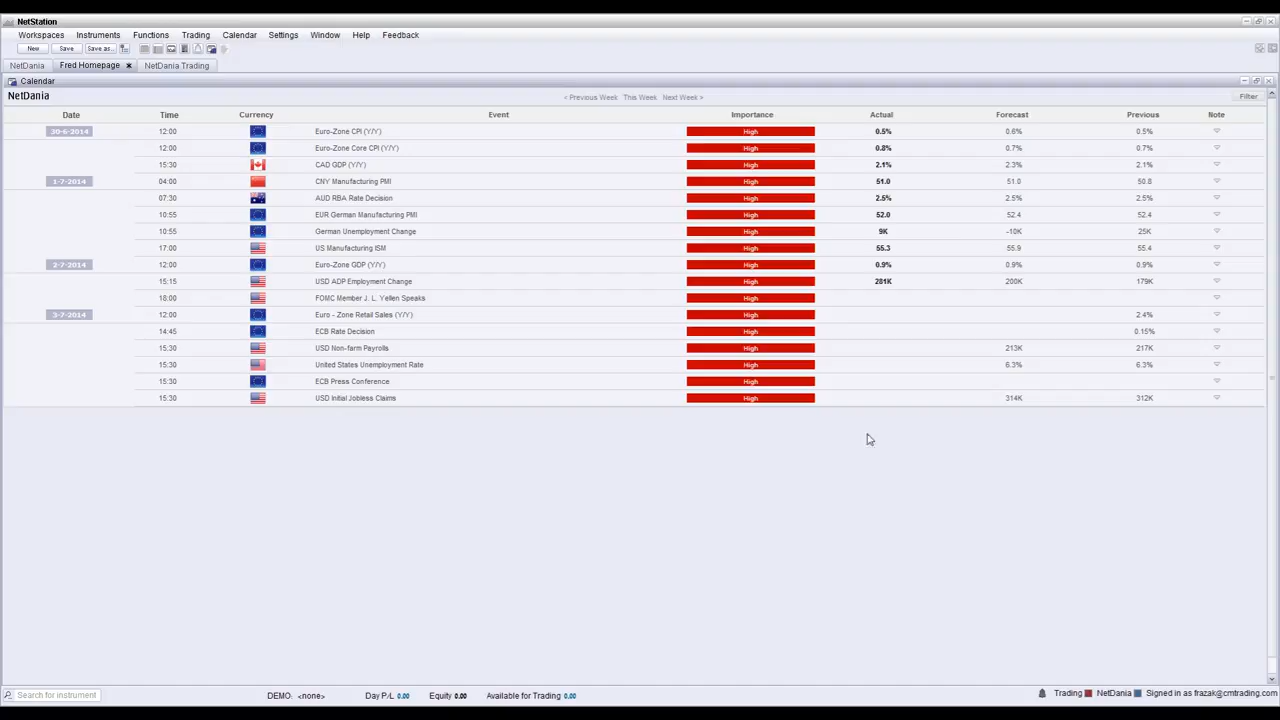 NetStation
Workspaces Instruments Functions Trading Calendar Settings Window Help Feedback
New Save Save as...
NetDania Fred Homepage NetDania Trading
Calendar
NetDania < Previous Week This Week Next Week > Filter
Date Time Currency Event Importance Actual Forecast Previous Note
30-6-2014 12:00 Euro-Zone CPI (Y/Y) High 0.5% 0.6% 0.5%
12:00 Euro-Zone Core CPI (Y/Y) High 0.8% 0.7% 0.7%
15:30 CAD GDP (Y/Y) High 2.1% 2.3% 2.1%
1-7-2014 04:00 CNY Manufacturing PMI High 51.0 51.0 50.8
07:30 AUD RBA Rate Decision High 2.5% 2.5% 2.5%
10:55 EUR German Manufacturing PMI High 52.0 52.4 52.4
10:55 German Unemployment Change High 9K -10K 25K
17:00 US Manufacturing ISM High 55.3 55.9 55.4
2-7-2014 12:00 Euro-Zone GDP (Y/Y) High 0.9% 0.9% 0.9%
15:15 USD ADP Employment Change High 281K 200K 179K
18:00 FOMC Member J. L. Yellen Speaks High
3-7-2014 12:00 Euro - Zone Retail Sales (Y/Y) High 2.4%
14:45 ECB Rate Decision High 0.15%
15:30 USD Non-farm Payrolls High 213K 217K
15:30 United States Unemployment Rate High 6.3% 6.3%
15:30 ECB Press Conference High
15:30 USD Initial Jobless Claims High 314K 312K
Search for instrument DEMO: <none> Day P/L 0.00 Equity 0.00 Available for Trading 0.00 Trading NetDania Signed in as frazak@cmtrading.com